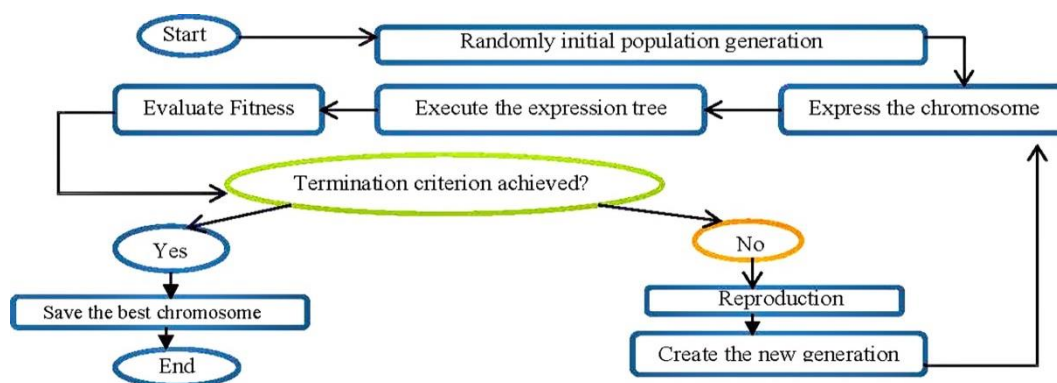 Start
Randomly initial population generation
Evaluate Fitness
Execute the expression tree
Express the chromosome
Termination criterion achieved?
Yes
No
Save the best chromosome
Reproduction
End
Create the new generation